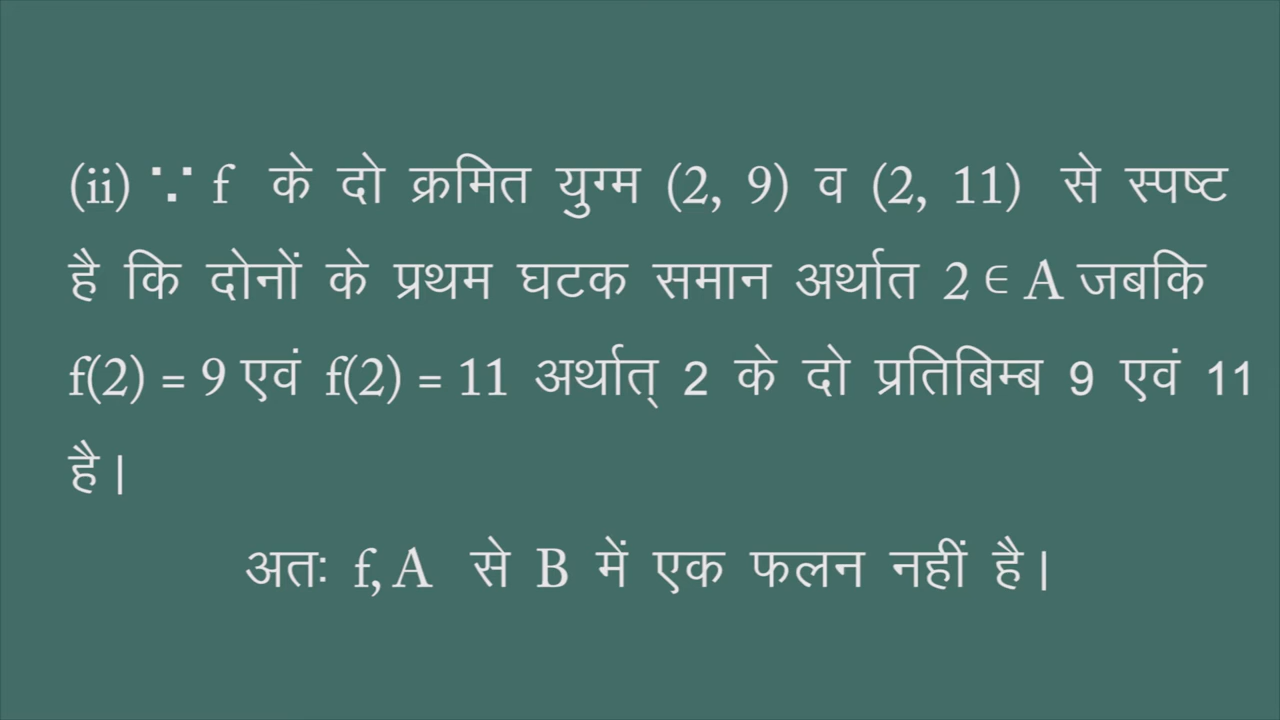 (ii) ∵ f के दो क्रमित युग्म (2, 9) व (2, 11) से स्पष्ट
है कि दोनों के प्रथम घटक समान अर्थात 2 ∈ A जबकि
f(2) = 9 एवं f(2) = 11 अर्थात् 2 के दो प्रतिबिम्ब 9 एवं 11
है।
अतः f, A से B में एक फलन नहीं है।